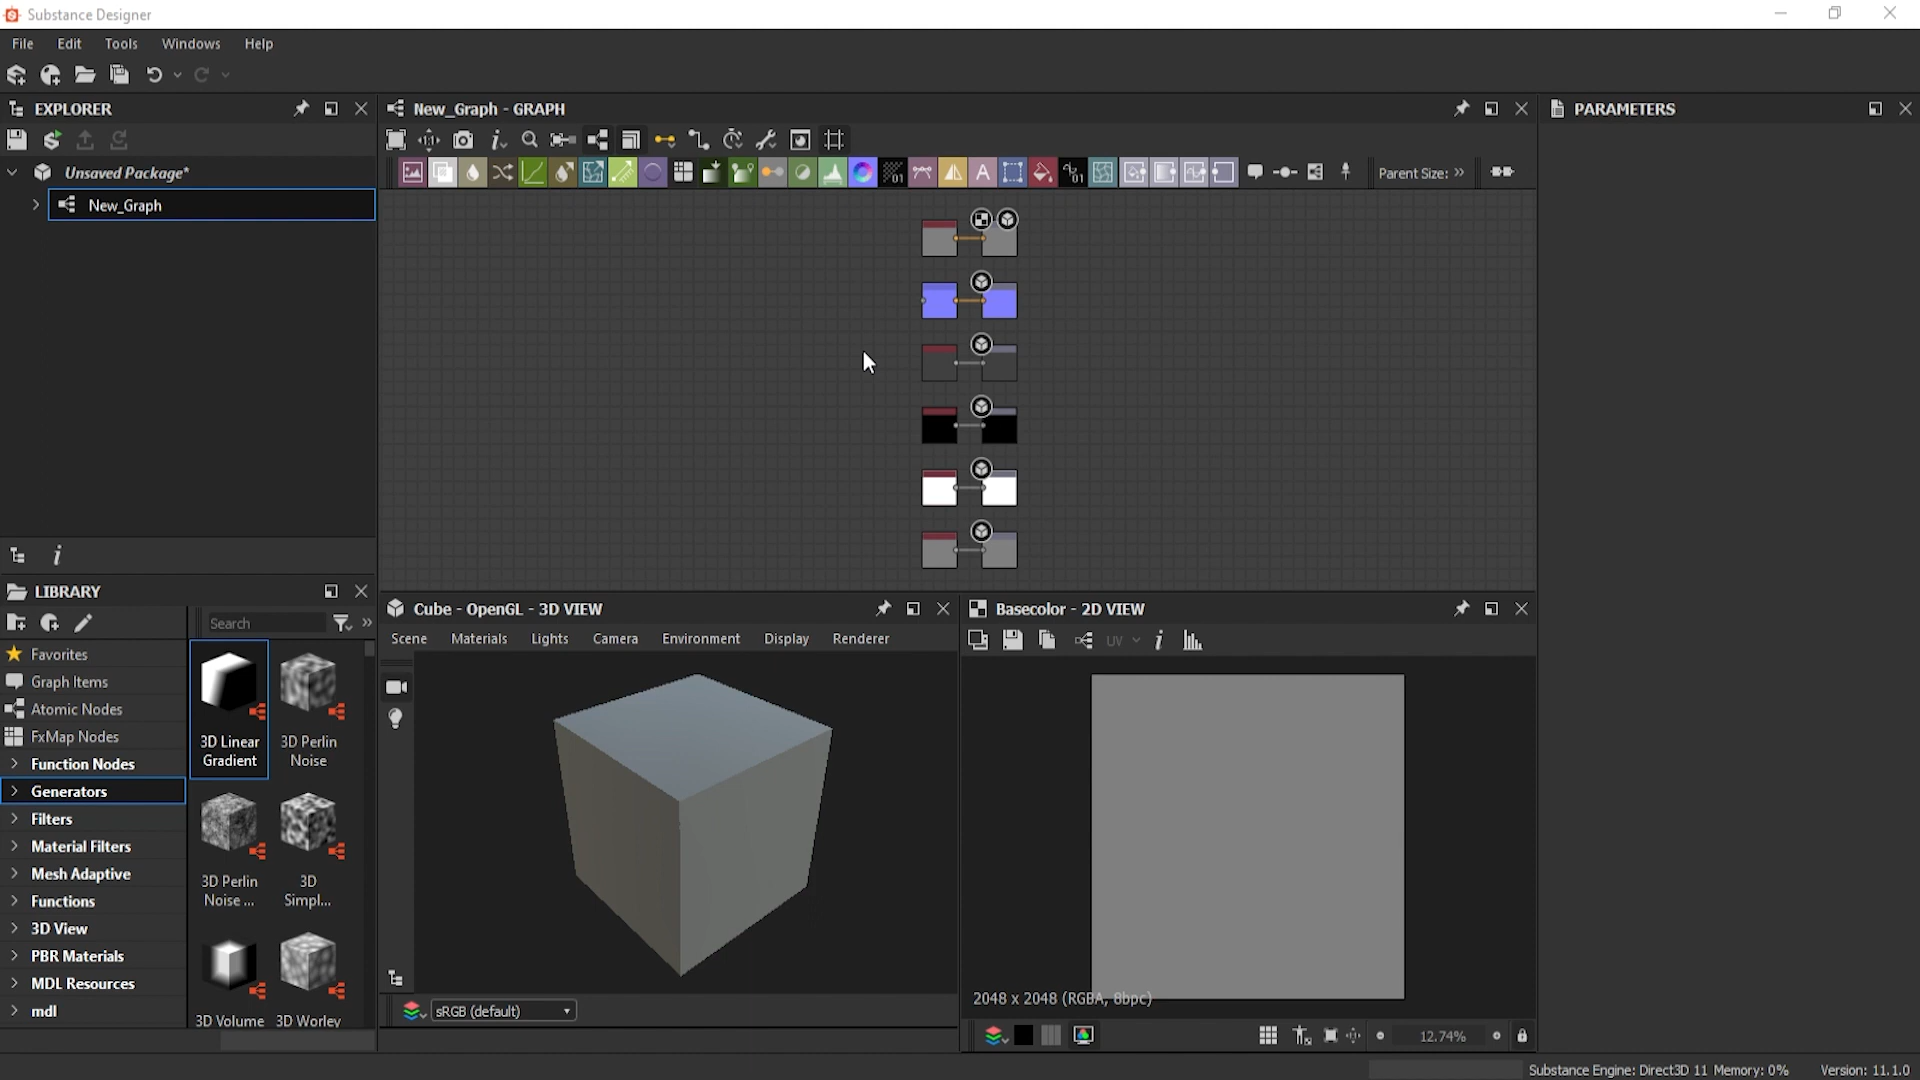 Substance Designer
File Edit Tools Windows Help
EXPLORER
New_Graph - GRAPH
PARAMETERS
Unsaved Package*
Parent Size: »
New_Graph
LIBRARY
Search
Favorites
Graph Items
Atomic Nodes
FxMap Nodes
Function Nodes
Generators
Filters
Material Filters
Mesh Adaptive
Functions
3D View
PBR Materials
MDL Resources
mdl
3D Linear Gradient
3D Perlin Noise
3D Perlin Noise ...
3D Simpl...
3D Volume
3D Worley
Cube - OpenGL - 3D VIEW
Scene Materials Lights Camera Environment Display Renderer
sRGB (default)
Basecolor - 2D VIEW
UV
2048 x 2048 (RGBA, 8bpc)
12.74%
Substance Engine: Direct3D 11 Memory: 0% Version: 11.1.0